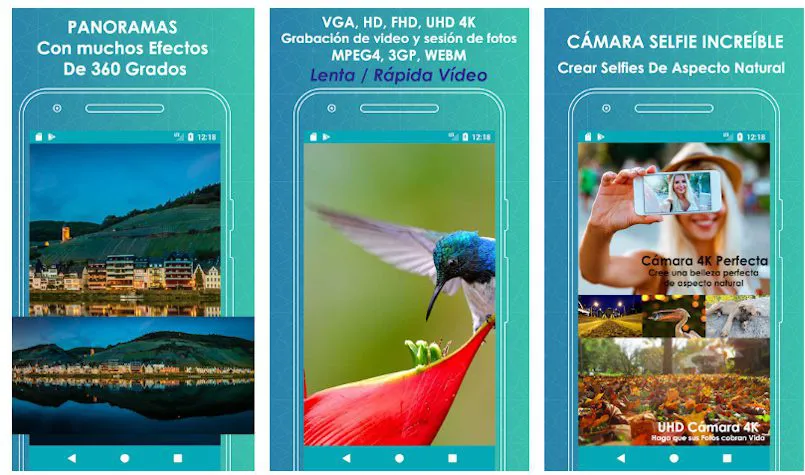 PANORAMAS
Con muchos Efectos
De 360 Grados
12:18
VGA, HD, FHD, UHD 4K
Grabación de video y sesión de fotos
MPEG4, 3GP, WEBM
Lenta / Rápida Vídeo
12:18
CÁMARA SELFIE INCREÍBLE
Crear Selfies De Aspecto Natural
12:18
Cámara 4K Perfecta
Cree una belleza perfecta
de aspecto natural
UHD Cámara 4K
Haga que sus Fotos cobran Vida